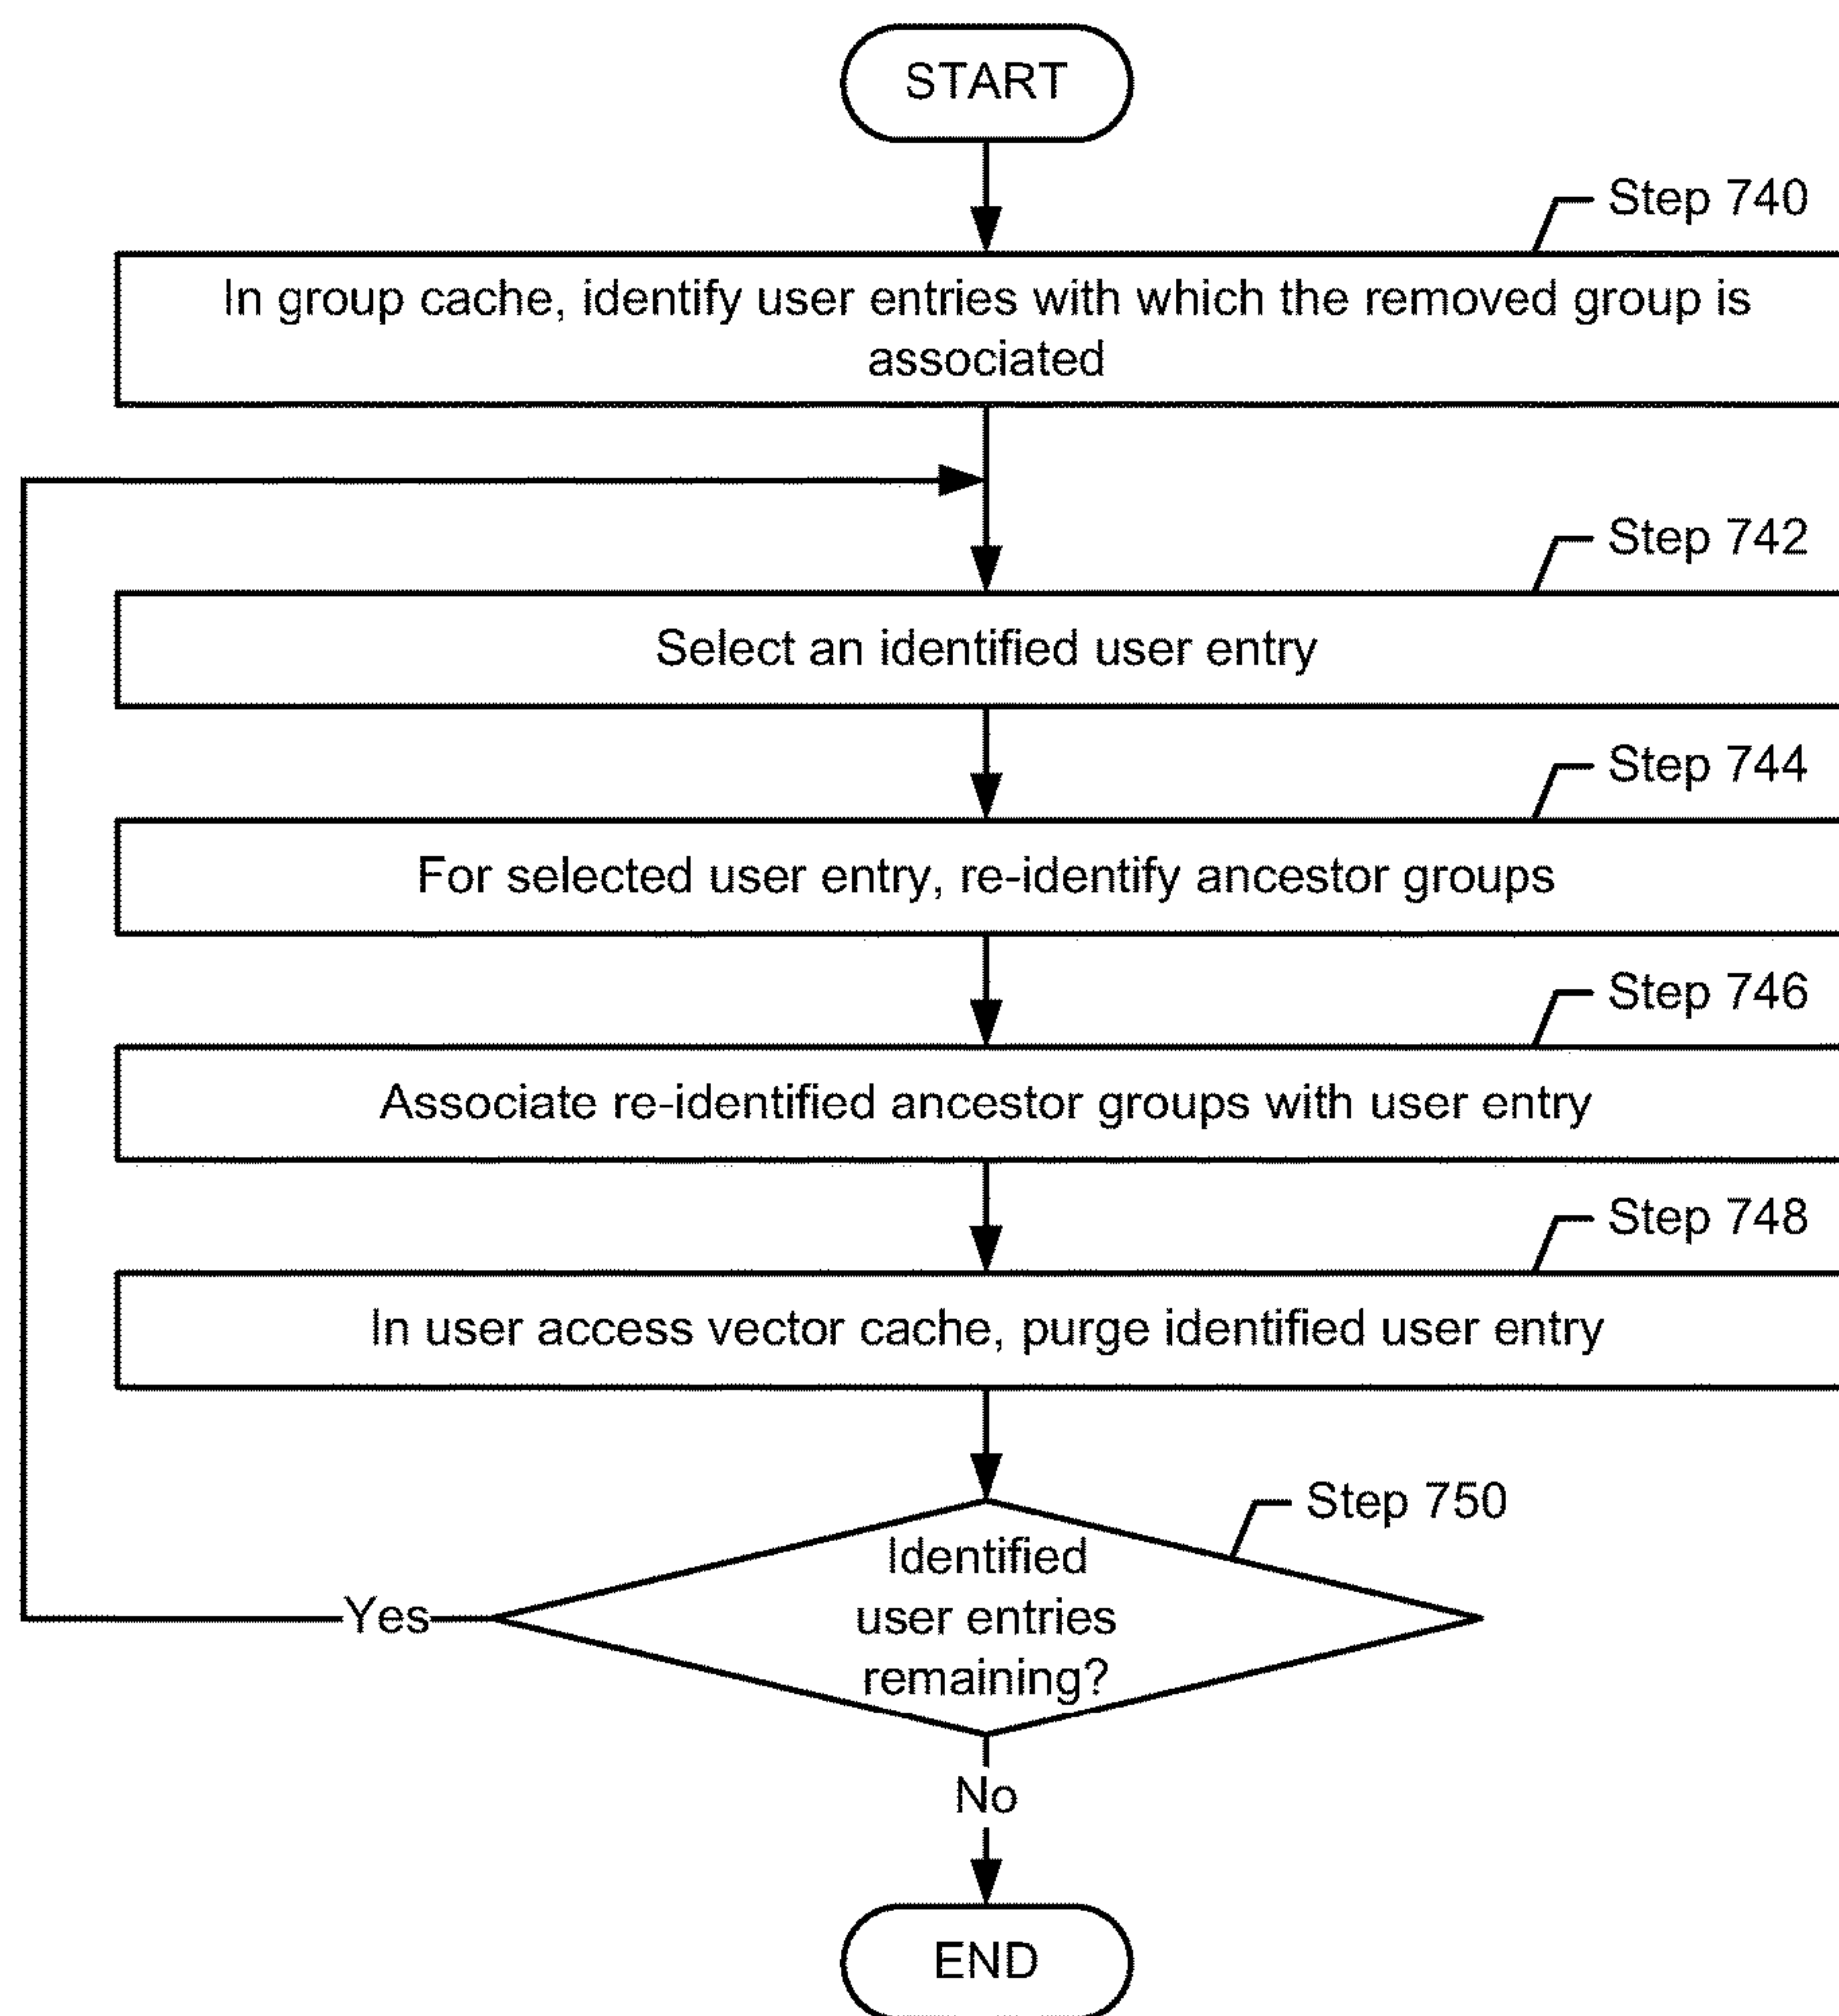 START
Step 740
In group cache, identify user entries with which the removed group is
associated
Step 742
Select an identified user entry
Step 744
For selected user entry, re-identify ancestor groups
Step 746
Associate re-identified ancestor groups with user entry
Step 748
In user access vector cache, purge identified user entry
Step 750
Identified
user entries
remaining?
Yes
No
END